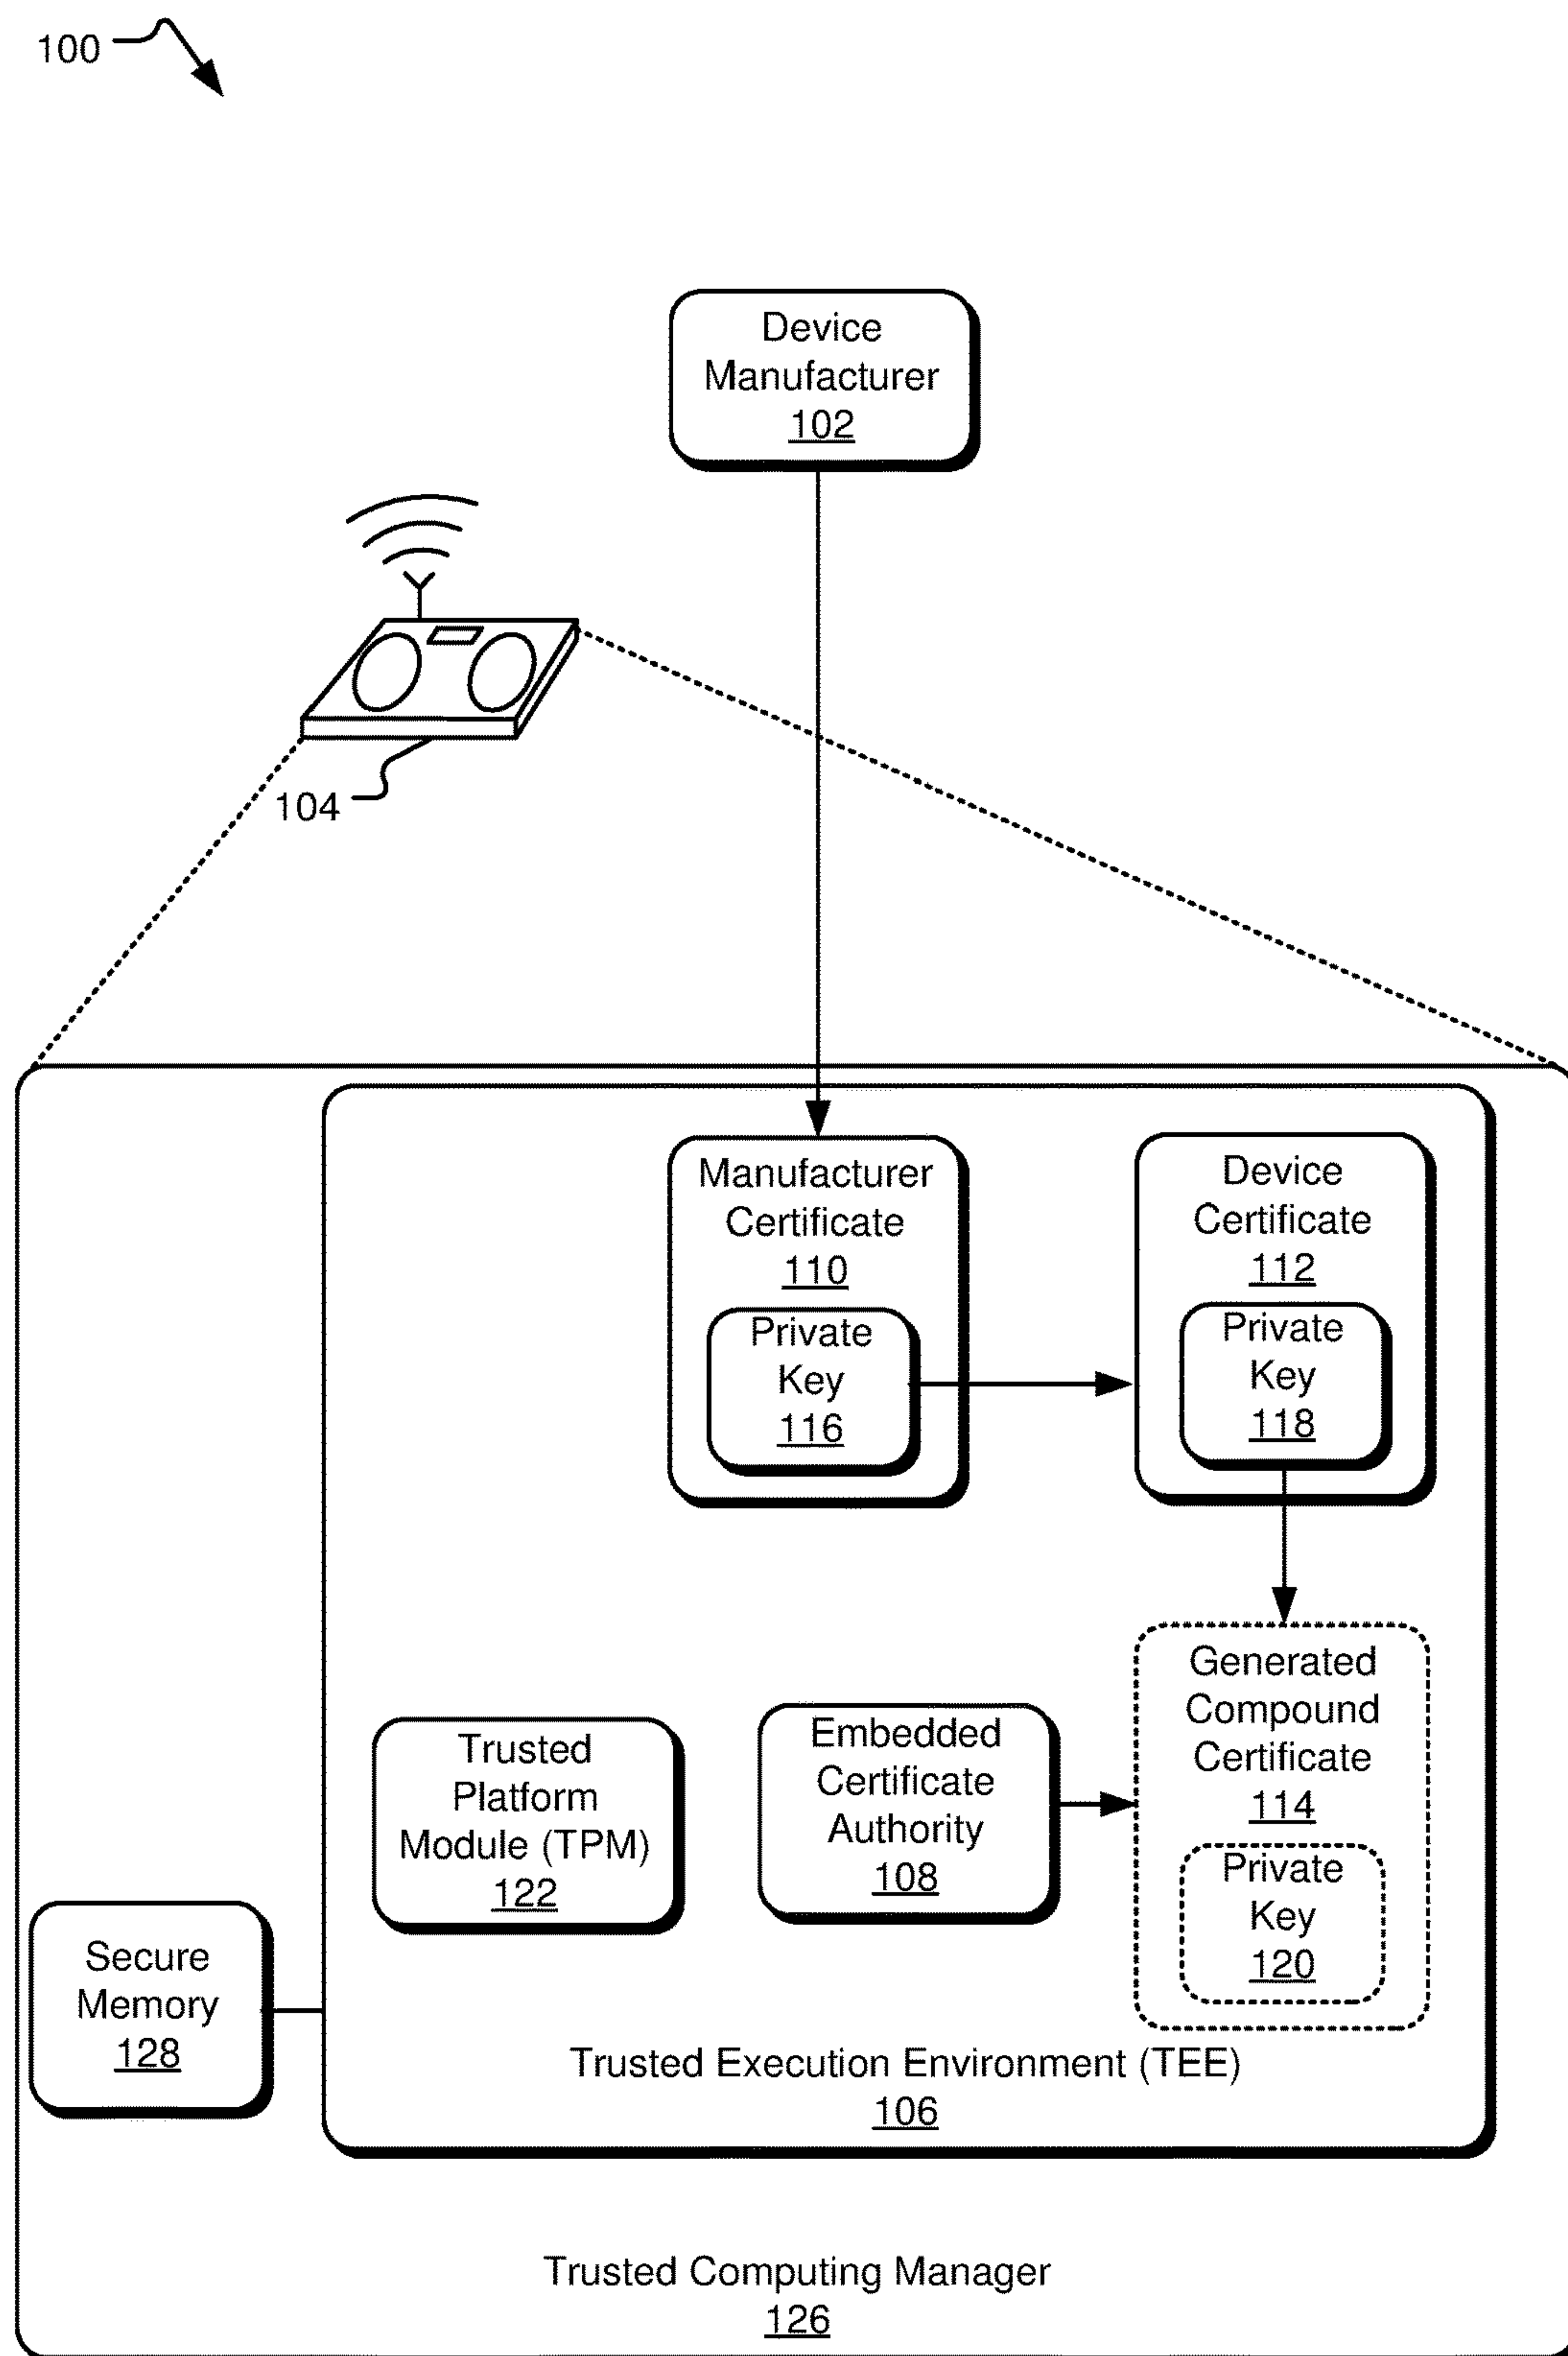 100
Device
Manufacturer
102
104
Manufacturer
Certificate
110
Private
Key
116
Device
Certificate
112
Private
Key
118
Generated
Compound
Certificate
114
Private
Key
120
Trusted
Platform
Module (TPM)
122
Embedded
Certificate
Authority
108
Secure
Memory
128
Trusted Execution Environment (TEE)
106
Trusted Computing Manager
126